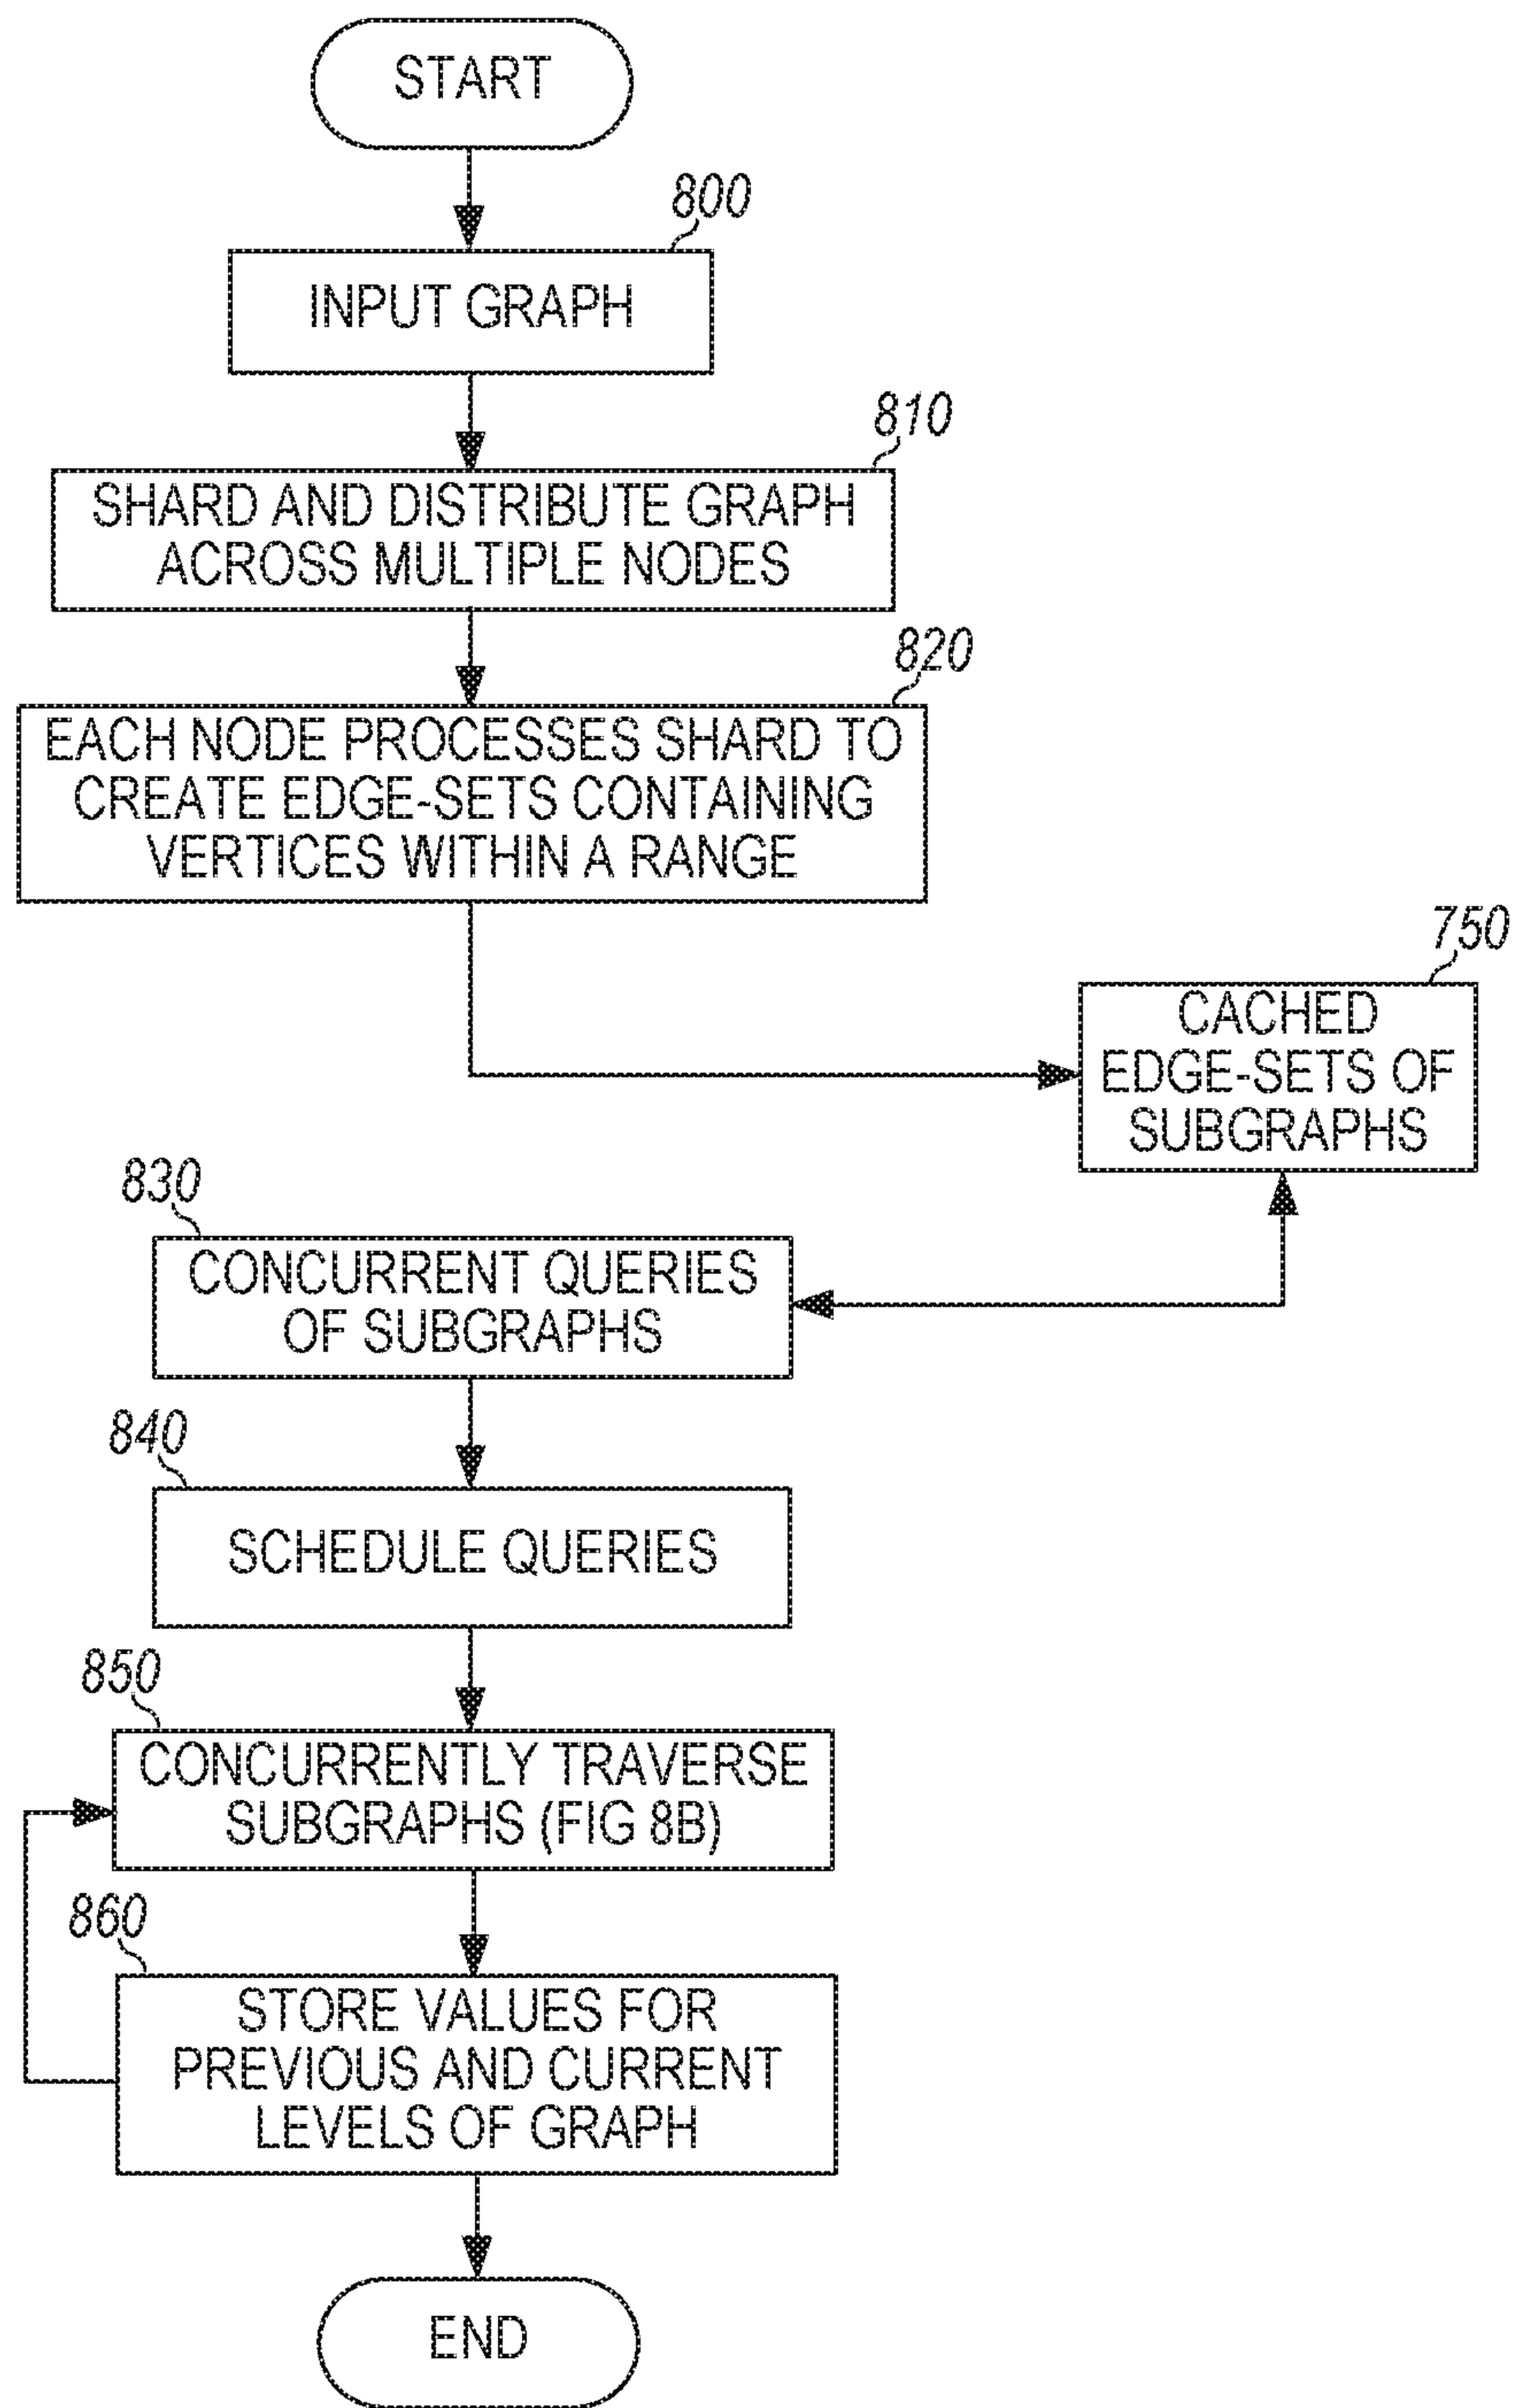 START
800
INPUT GRAPH
810
SHARD AND DISTRIBUTE GRAPH
ACROSS MULTIPLE NODES
820
EACH NODE PROCESSES SHARD TO
CREATE EDGE-SETS CONTAINING
VERTICES WITHIN A RANGE
750
CACHED
EDGE-SETS OF
SUBGRAPHS
830
CONCURRENT QUERIES
OF SUBGRAPHS
840
SCHEDULE QUERIES
850
CONCURRENTLY TRAVERSE
SUBGRAPHS (FIG 8B)
860
STORE VALUES FOR
PREVIOUS AND CURRENT
LEVELS OF GRAPH
END